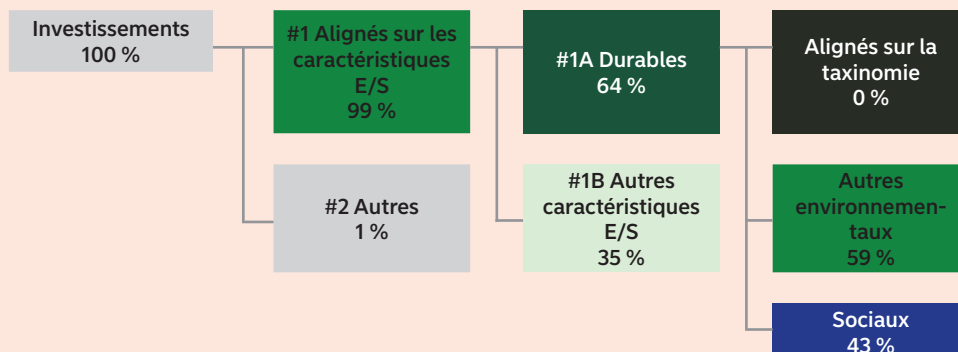 Investissements
100 %
#1 Alignés sur les
caractéristiques
E/S
99 %
#1A Durables
64 %
Alignés sur la
taxinomie
0 %
#2 Autres
1 %
#1B Autres
caractéristiques
E/S
35 %
Autres
environnemen-
taux
59 %
Sociaux
43 %